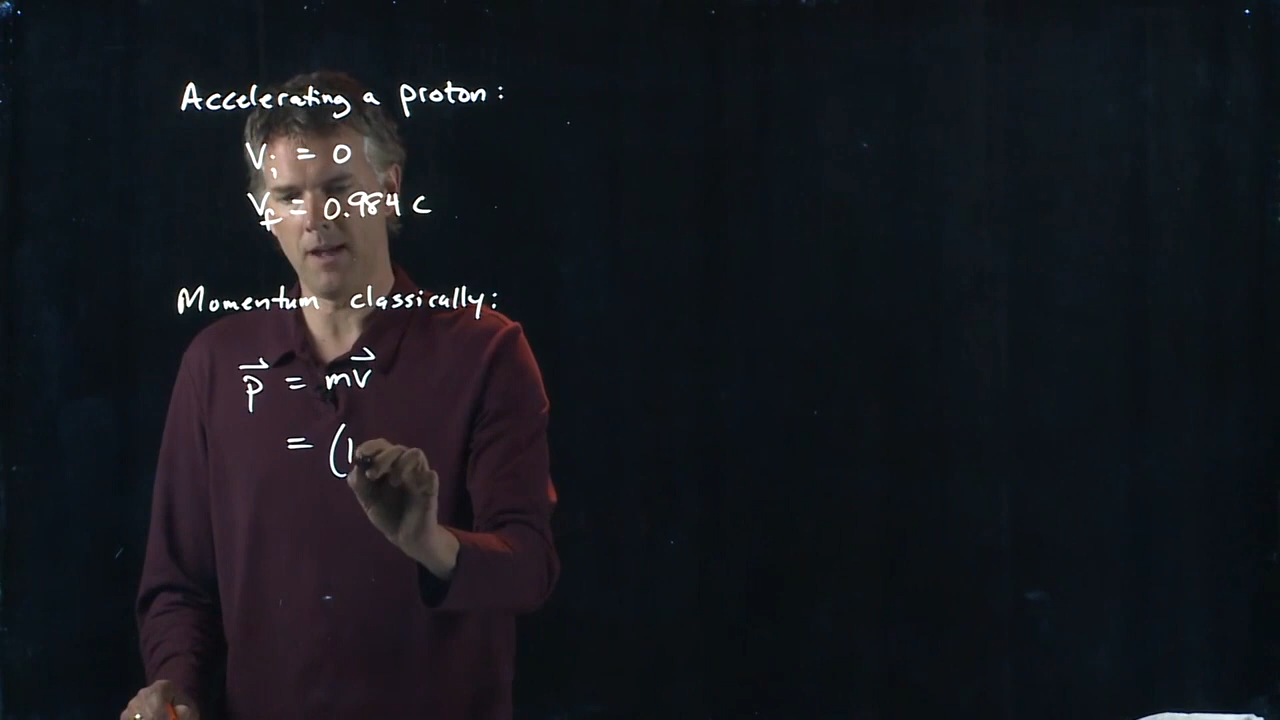 Accelerating a proton:
Vi = 0
Vf = 0.984 c
Momentum classically:
p⃗ = mv⃗
= (1